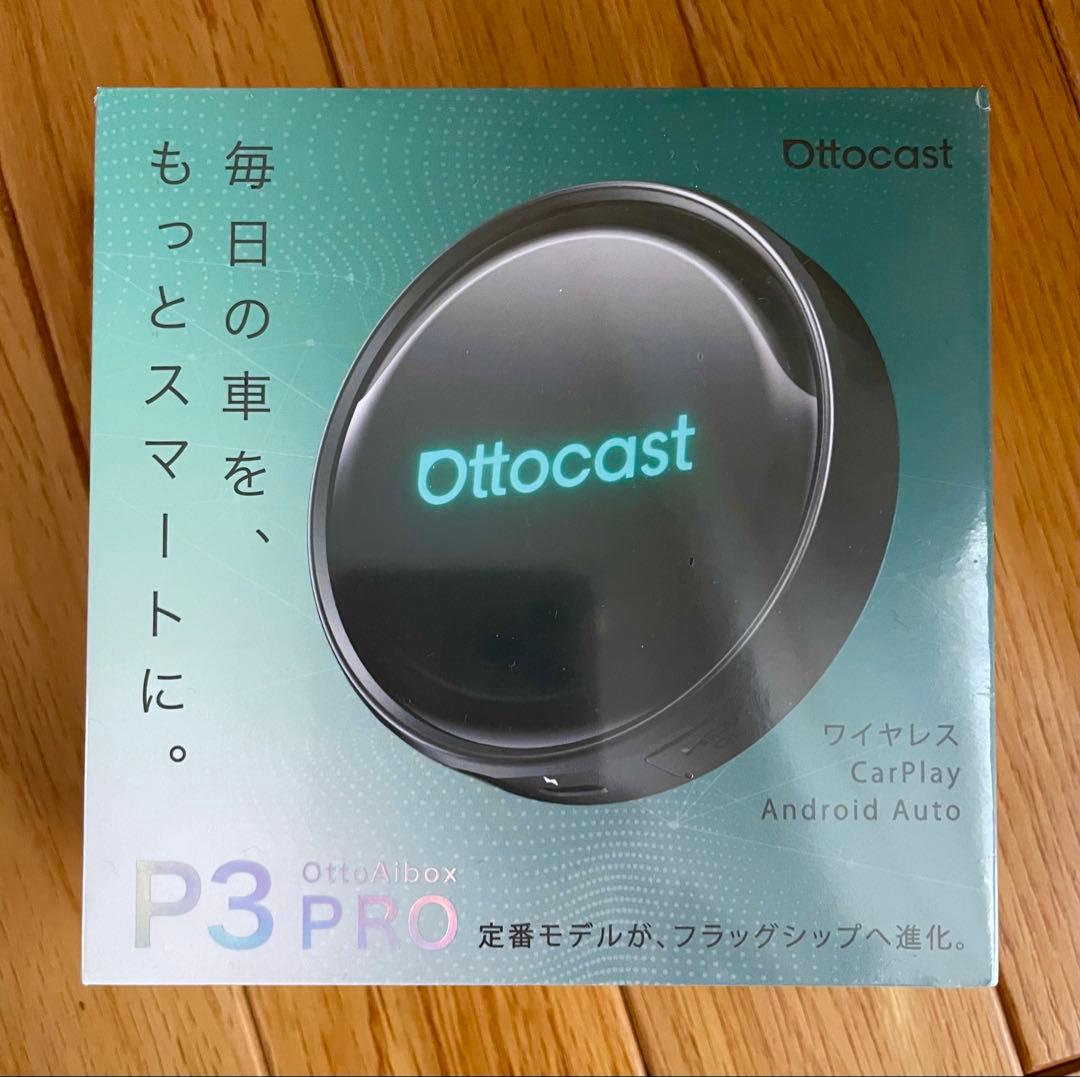 Ottocast
毎日の車を、
もっとスマートに。
Ottocast
ワイヤレス
CarPlay
Android Auto
P3 PRO
OttoAibox
定番モデルが、フラッグシップへ進化。